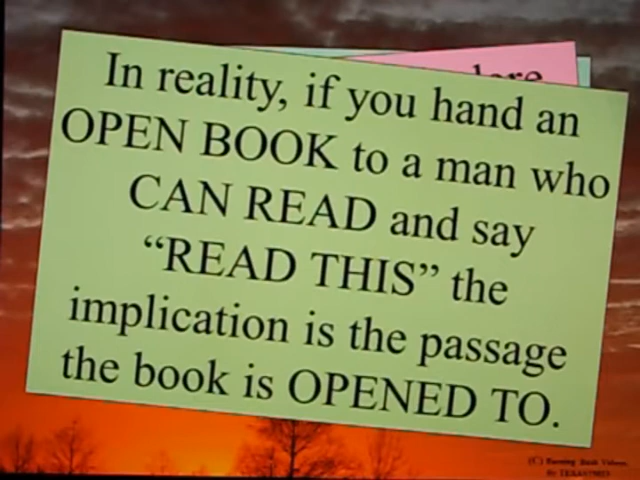 In reality, if you hand an
OPEN BOOK to a man who
CAN READ and say
“READ THIS” the
implication is the passage
the book is OPENED TO.